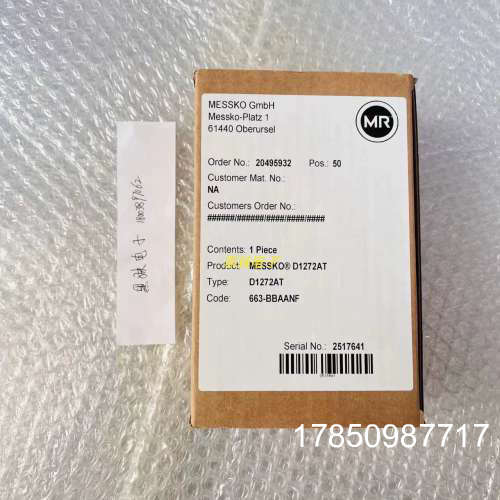 MESSKO GmbH
Messko-Platz 1
61440 Oberursel
MR
Order No.: 20495932 Pos.: 50
Customer Mat. No.:
NA
Customers Order No.:
######/######/####/####/####
Contents: 1 Piece
Product: MESSKO® D1272AT
Type: D1272AT
Code: 663-BBAANF
Serial No.: 2517641
2517641
17850987717